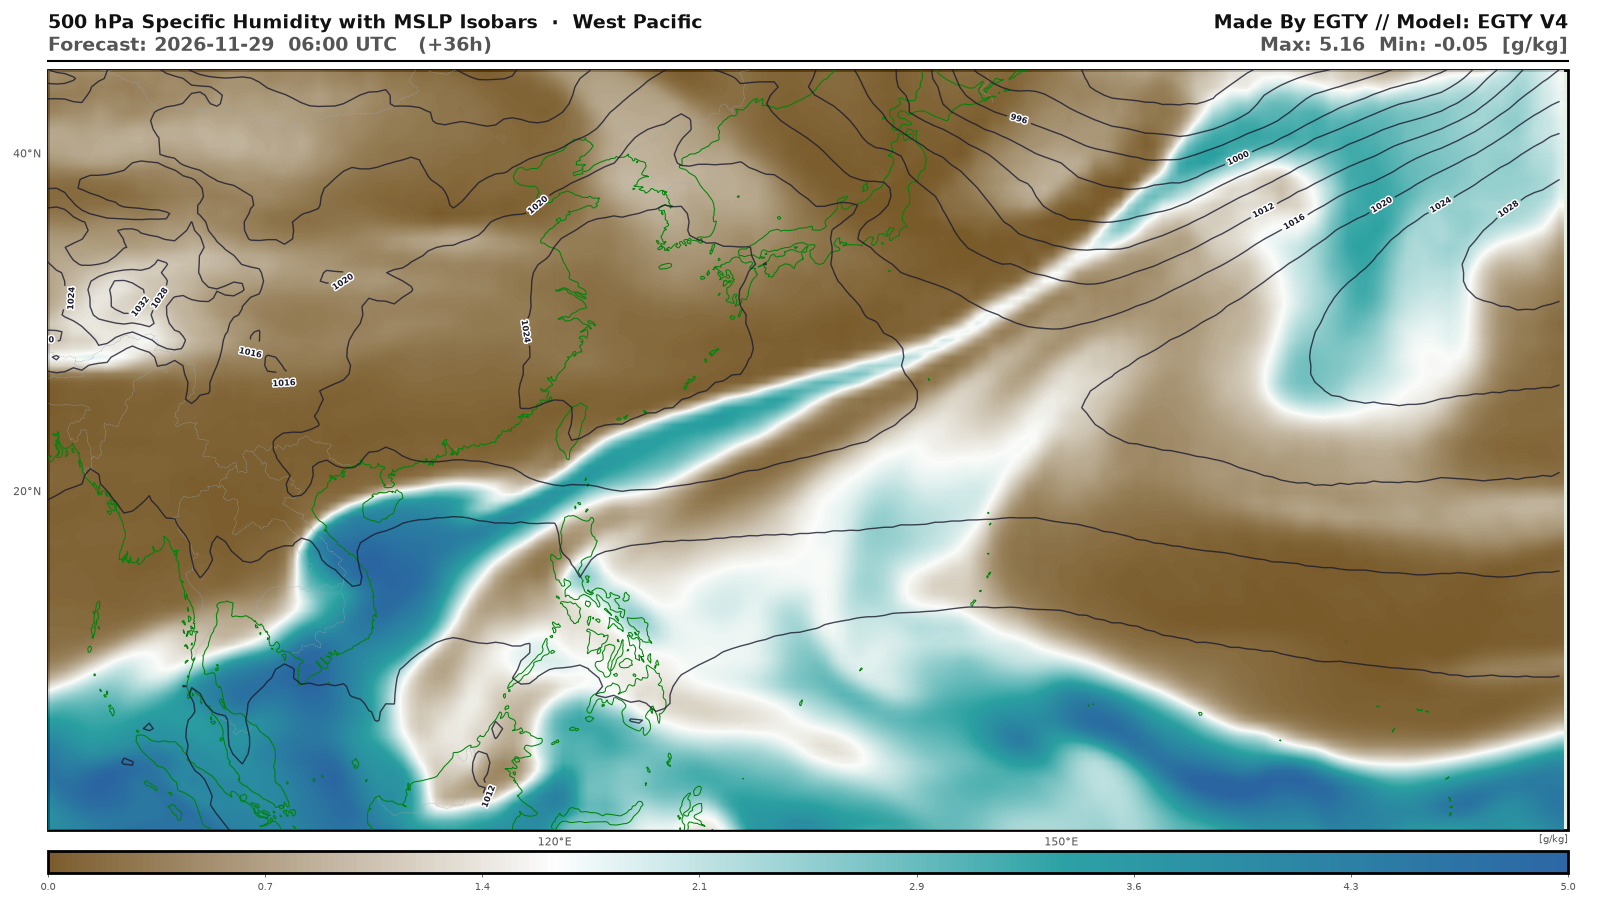 500 hPa Specific Humidity with MSLP Isobars · West Pacific
Made By EGTY // Model: EGTY V4
Forecast: 2026-11-29 06:00 UTC (+36h)
Max: 5.16 Min: -0.05 [g/kg]
996
40°N
1000
1020
1012
1020
1024
1028
1016
1020
1024
1032
1028
1024
0
1016
1016
20°N
1012
120°E
150°E
[g/kg]
0.0 0.7 1.4 2.1 2.9 3.6 4.3 5.0